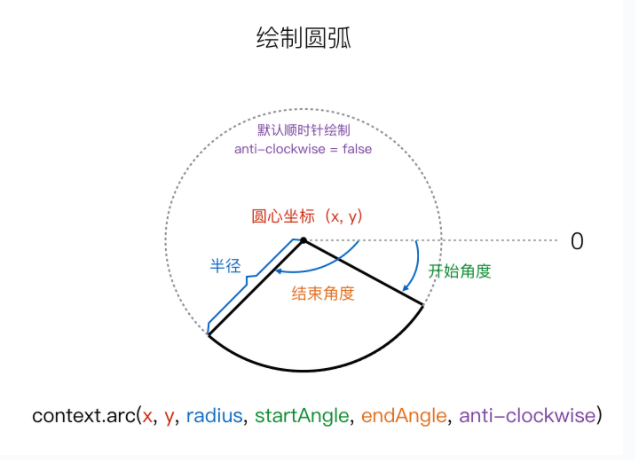 绘制圆弧
默认顺时针绘制
anti-clockwise = false
圆心坐标（x, y)
0
半径
开始角度
结束角度
context.arc(x, y, radius, startAngle, endAngle, anti-clockwise)